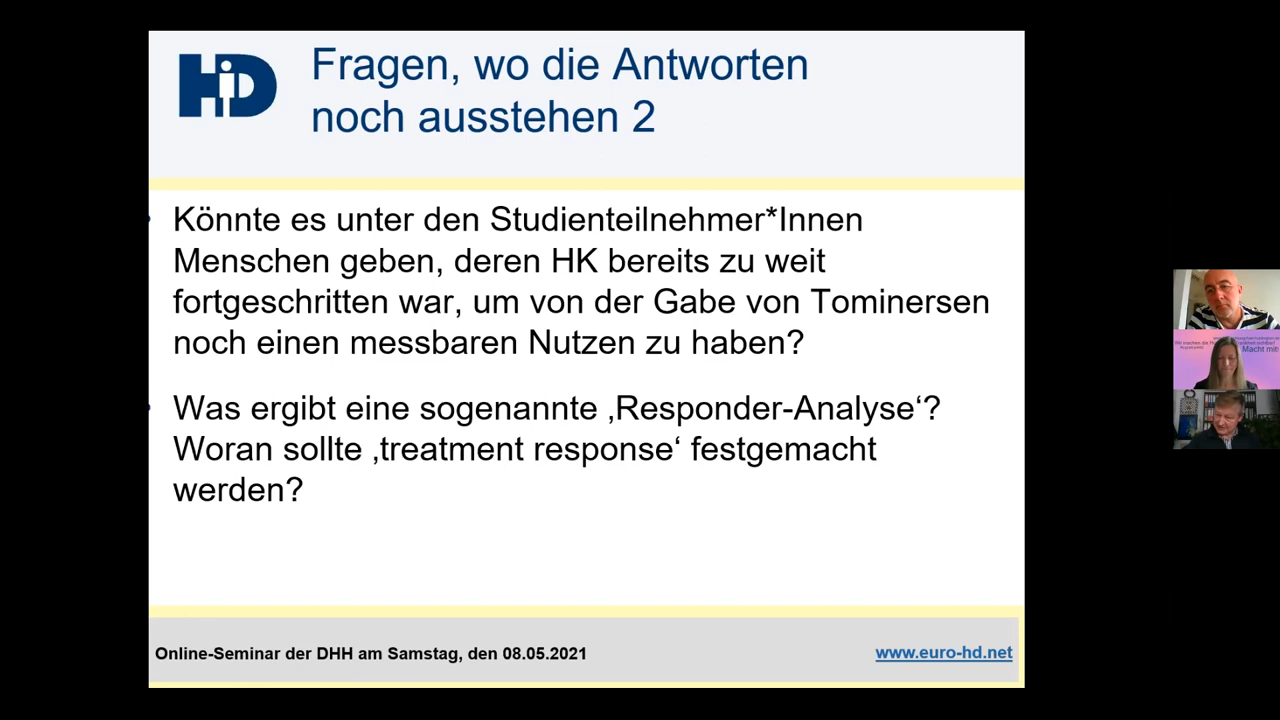 HD
Fragen, wo die Antworten
noch ausstehen 2
Könnte es unter den Studienteilnehmer*Innen
Menschen geben, deren HK bereits zu weit
fortgeschritten war, um von der Gabe von Tominersen
noch einen messbaren Nutzen zu haben?
Was ergibt eine sogenannte ‚Responder-Analyse‘?
Woran sollte ‚treatment response‘ festgemacht
werden?
Online-Seminar der DHH am Samstag, den 08.05.2021
www.euro-hd.net
Macht mit!